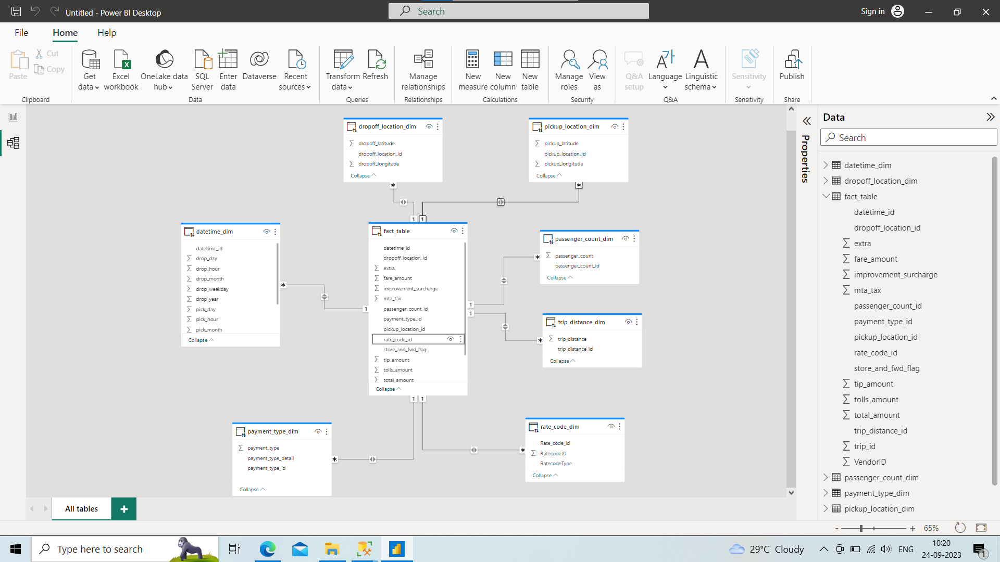 Untitled - Power BI Desktop
Search
Sign in
File
Home
Help
Paste
Cut
Copy
Clipboard
Get data
Excel workbook
OneLake data hub
SQL Server
Enter data
Dataverse
Recent sources
Data
Transform data
Refresh
Queries
Manage relationships
Relationships
New measure
New column
New table
Calculations
Manage roles
View as
Security
Q&A setup
Language
Linguistic schema
Q&A
Sensitivity
Sensitivity
Publish
Share
dropoff_location_dim
dropoff_latitude
dropoff_location_id
dropoff_longitude
Collapse
*
1
pickup_location_dim
pickup_latitude
pickup_location_id
pickup_longitude
Collapse
*
1
datetime_dim
datetime_id
drop_day
drop_hour
drop_month
drop_weekday
drop_year
pick_day
pick_hour
pick_month
Collapse
*
1
fact_table
datetime_id
dropoff_location_id
extra
fare_amount
improvement_surcharge
mta_tax
passenger_count_id
payment_type_id
pickup_location_id
rate_code_id
store_and_fwd_flag
tip_amount
tolls_amount
total_amount
Collapse
1
1
1
1
passenger_count_dim
passenger_count
passenger_count_id
Collapse
*
trip_distance_dim
trip_distance
trip_distance_id
Collapse
*
payment_type_dim
payment_type
payment_type_detail
payment_type_id
Collapse
*
rate_code_dim
Rate_code_id
RatecodeID
RatecodeType
Collapse
*
Properties
Data
Search
datetime_dim
dropoff_location_dim
fact_table
datetime_id
dropoff_location_id
extra
fare_amount
improvement_surcharge
mta_tax
passenger_count_id
payment_type_id
pickup_location_id
rate_code_id
store_and_fwd_flag
tip_amount
tolls_amount
total_amount
trip_distance_id
trip_id
VendorID
passenger_count_dim
payment_type_dim
pickup_location_dim
All tables
+
- + 65%
Type here to search
29°C Cloudy
ENG
10:20
24-09-2023
1